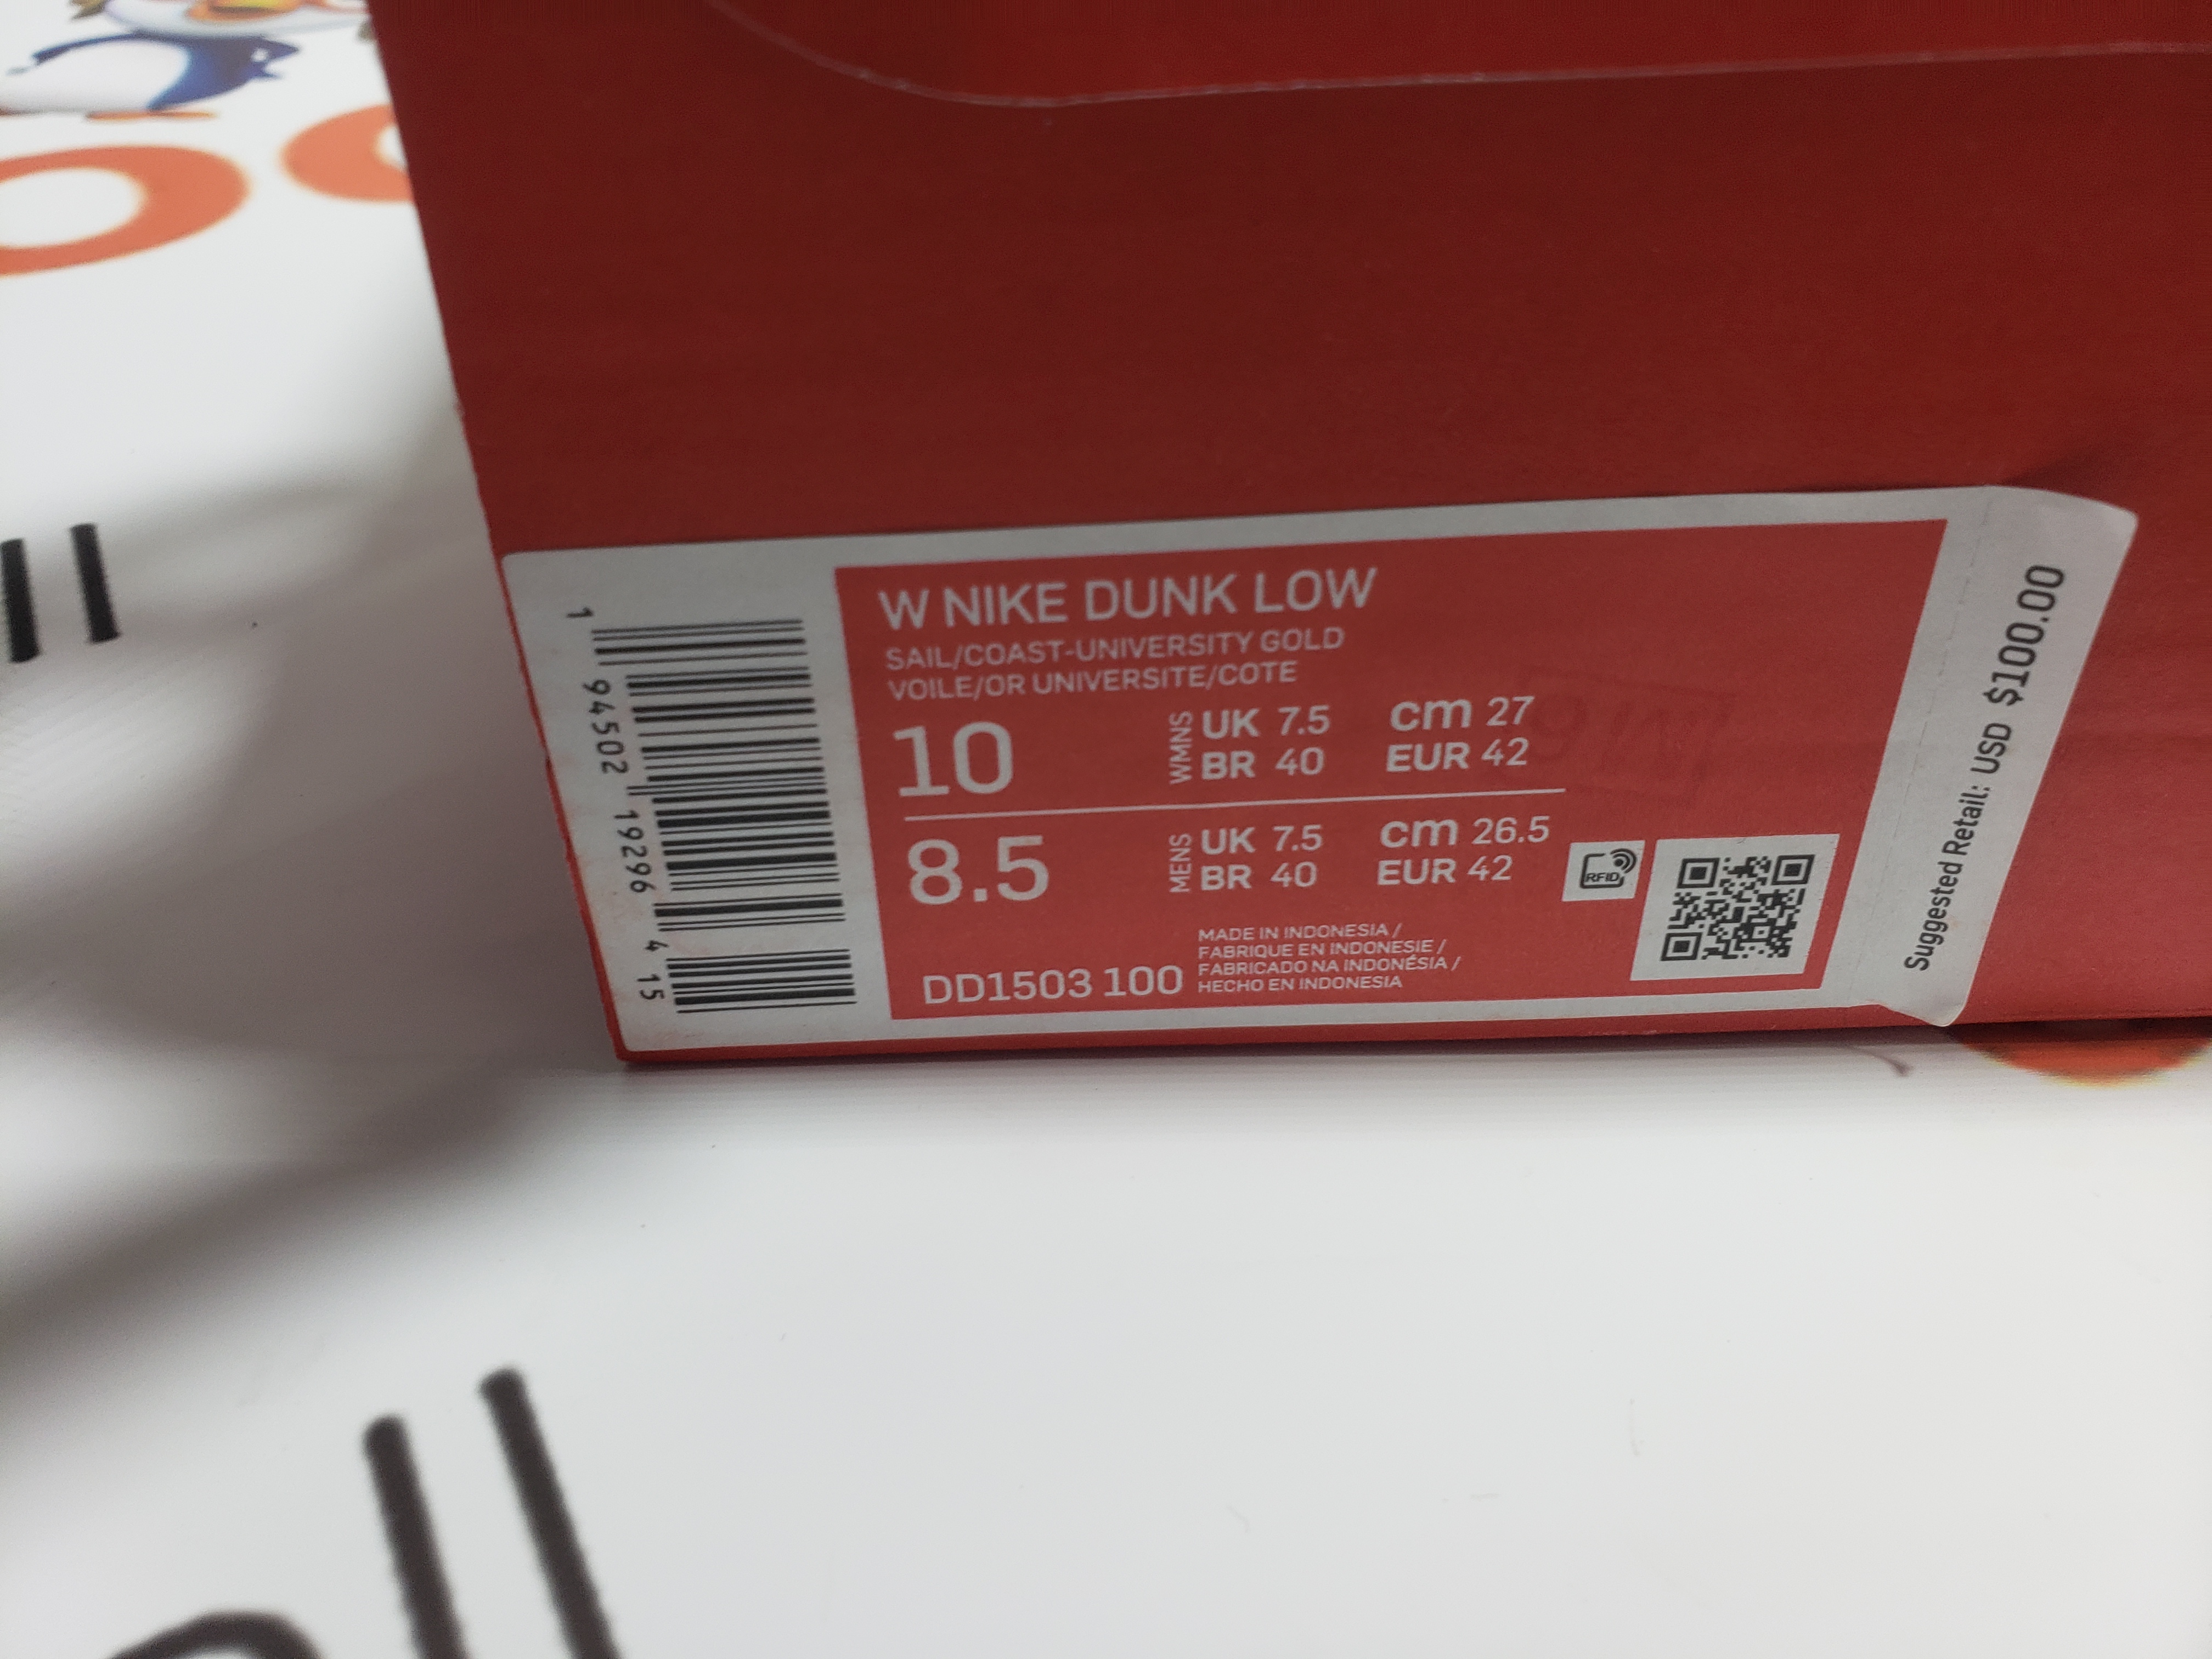 W NIKE DUNK LOW
SAIL/COAST-UNIVERSITY GOLD
VOILE/OR UNIVERSITE/COTE
10
WMNS
UK 7.5
cm 27
BR 40
EUR 42
8.5
MENS
UK 7.5
cm 26.5
BR 40
EUR 42
RFID
DD1503 100
MADE IN INDONESIA /
FABRIQUE EN INDONESIE /
FABRICADO NA INDONÉSIA /
HECHO EN INDONESIA
1 94502 19296 4 15
Suggested Retail: USD $100.00